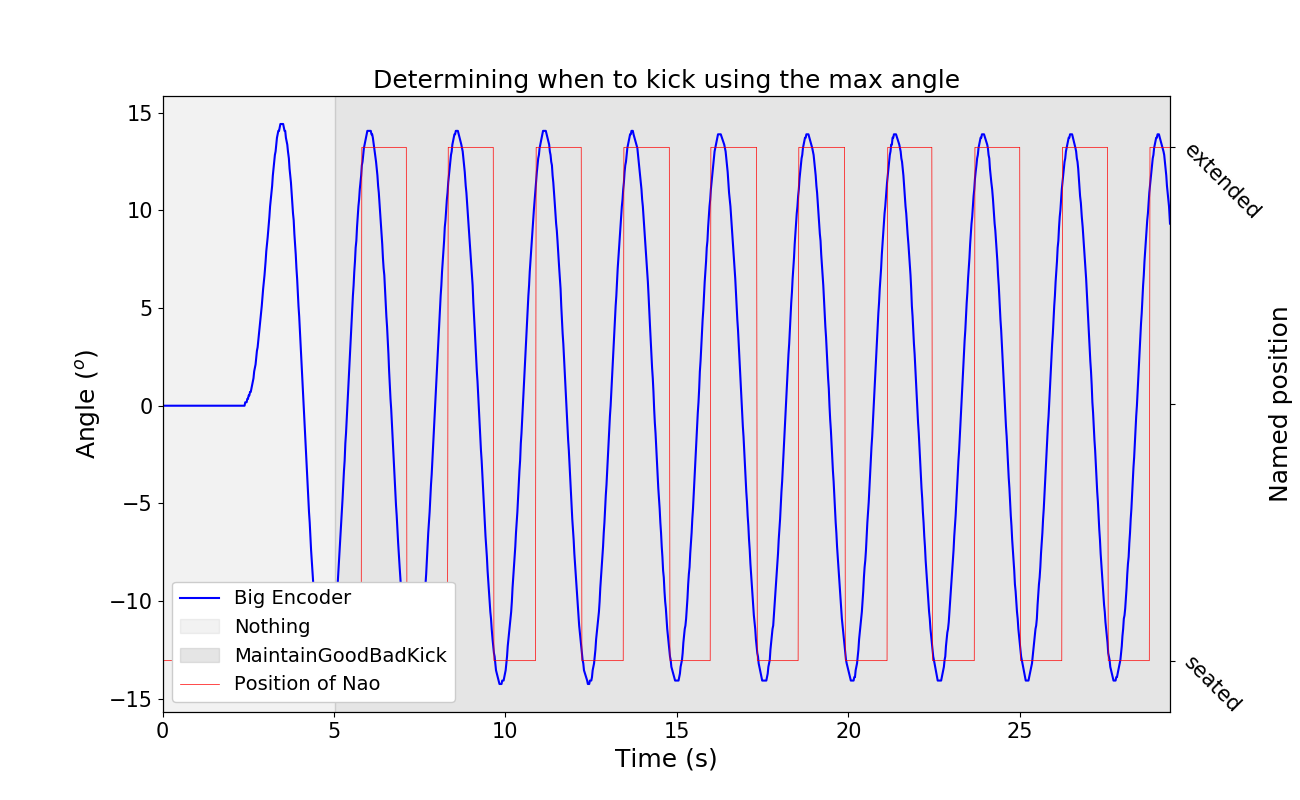 Determining when to kick using the max angle
15
10
5
0
−5
−10
−15
Angle (º)
0
5
10
15
20
25
Time (s)
extended
seated
Named position
Big Encoder
Nothing
MaintainGoodBadKick
Position of Nao